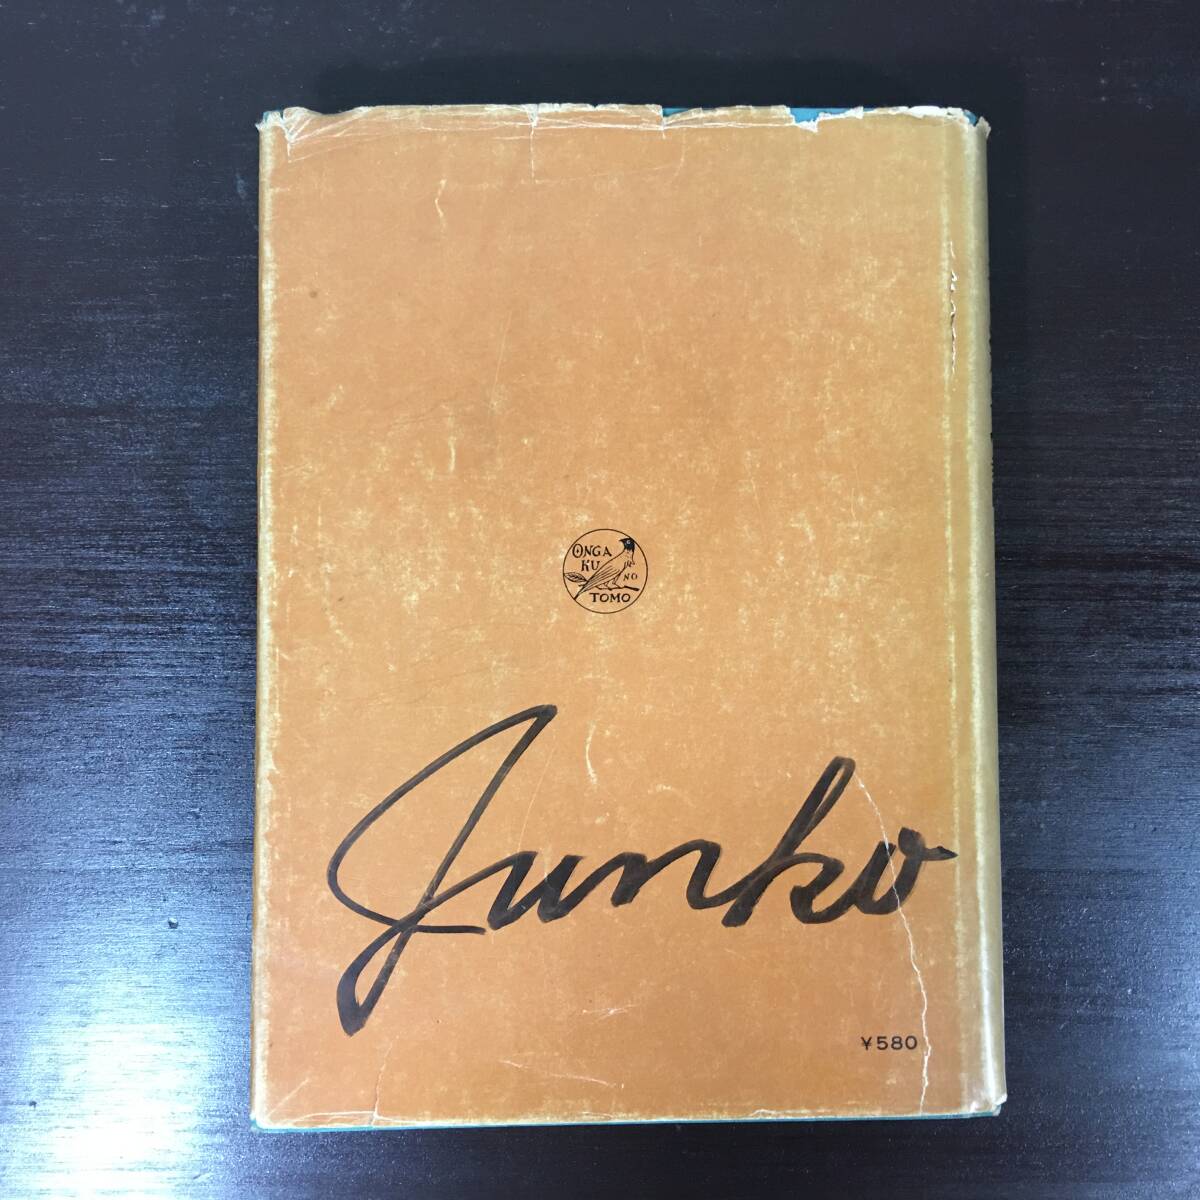 ONGA
KU
NO
TOMO
Junko
¥580